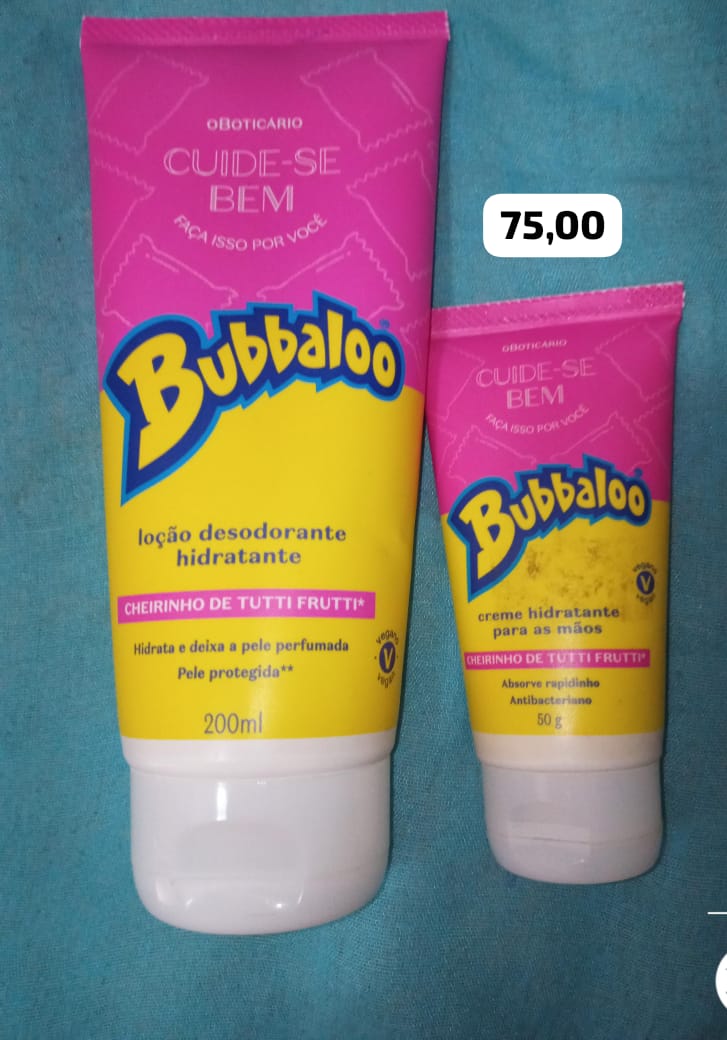 oBOTICÁRIO
CUIDE-SE
BEM
FAÇA ISSO POR VOCÊ
Bubbaloo
loção desodorante
hidratante
CHEIRINHO DE TUTTI FRUTTI*
Hidrata e deixa a pele perfumada
Pele protegida**
vegano
V
vegan
200ml
75,00
oBOTICÁRIO
CUIDE-SE
BEM
FAÇA ISSO POR VOCÊ
Bubbaloo
vegano
V
vegan
creme hidratante
para as mãos
CHEIRINHO DE TUTTI FRUTTI*
Absorve rapidinho
Antibacteriano
50 g